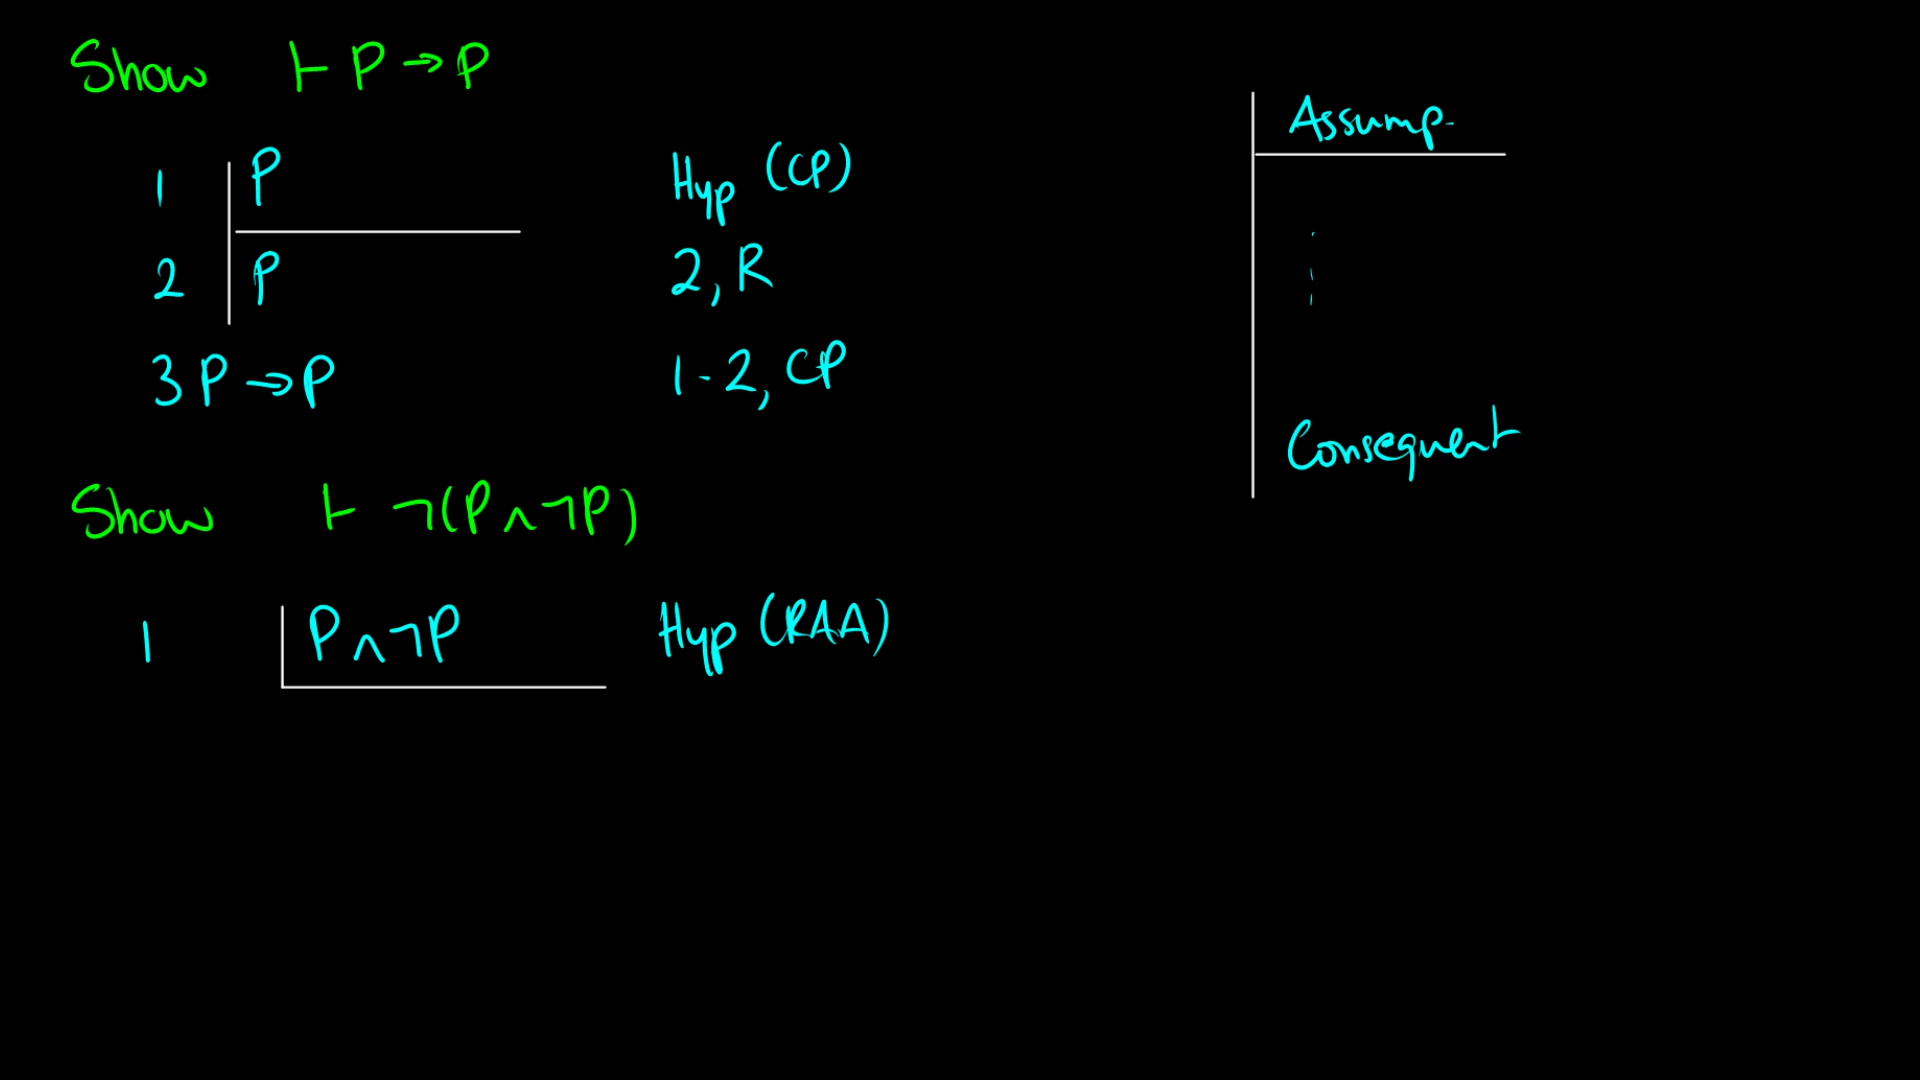 Show ⊢ P → P
1 P Hyp (CP)
2 P 2, R
3 P → P 1-2, CP
Show ⊢ ¬(P ∧ ¬P)
1 P ∧ ¬P Hyp (RAA)
Assump.
Consequent